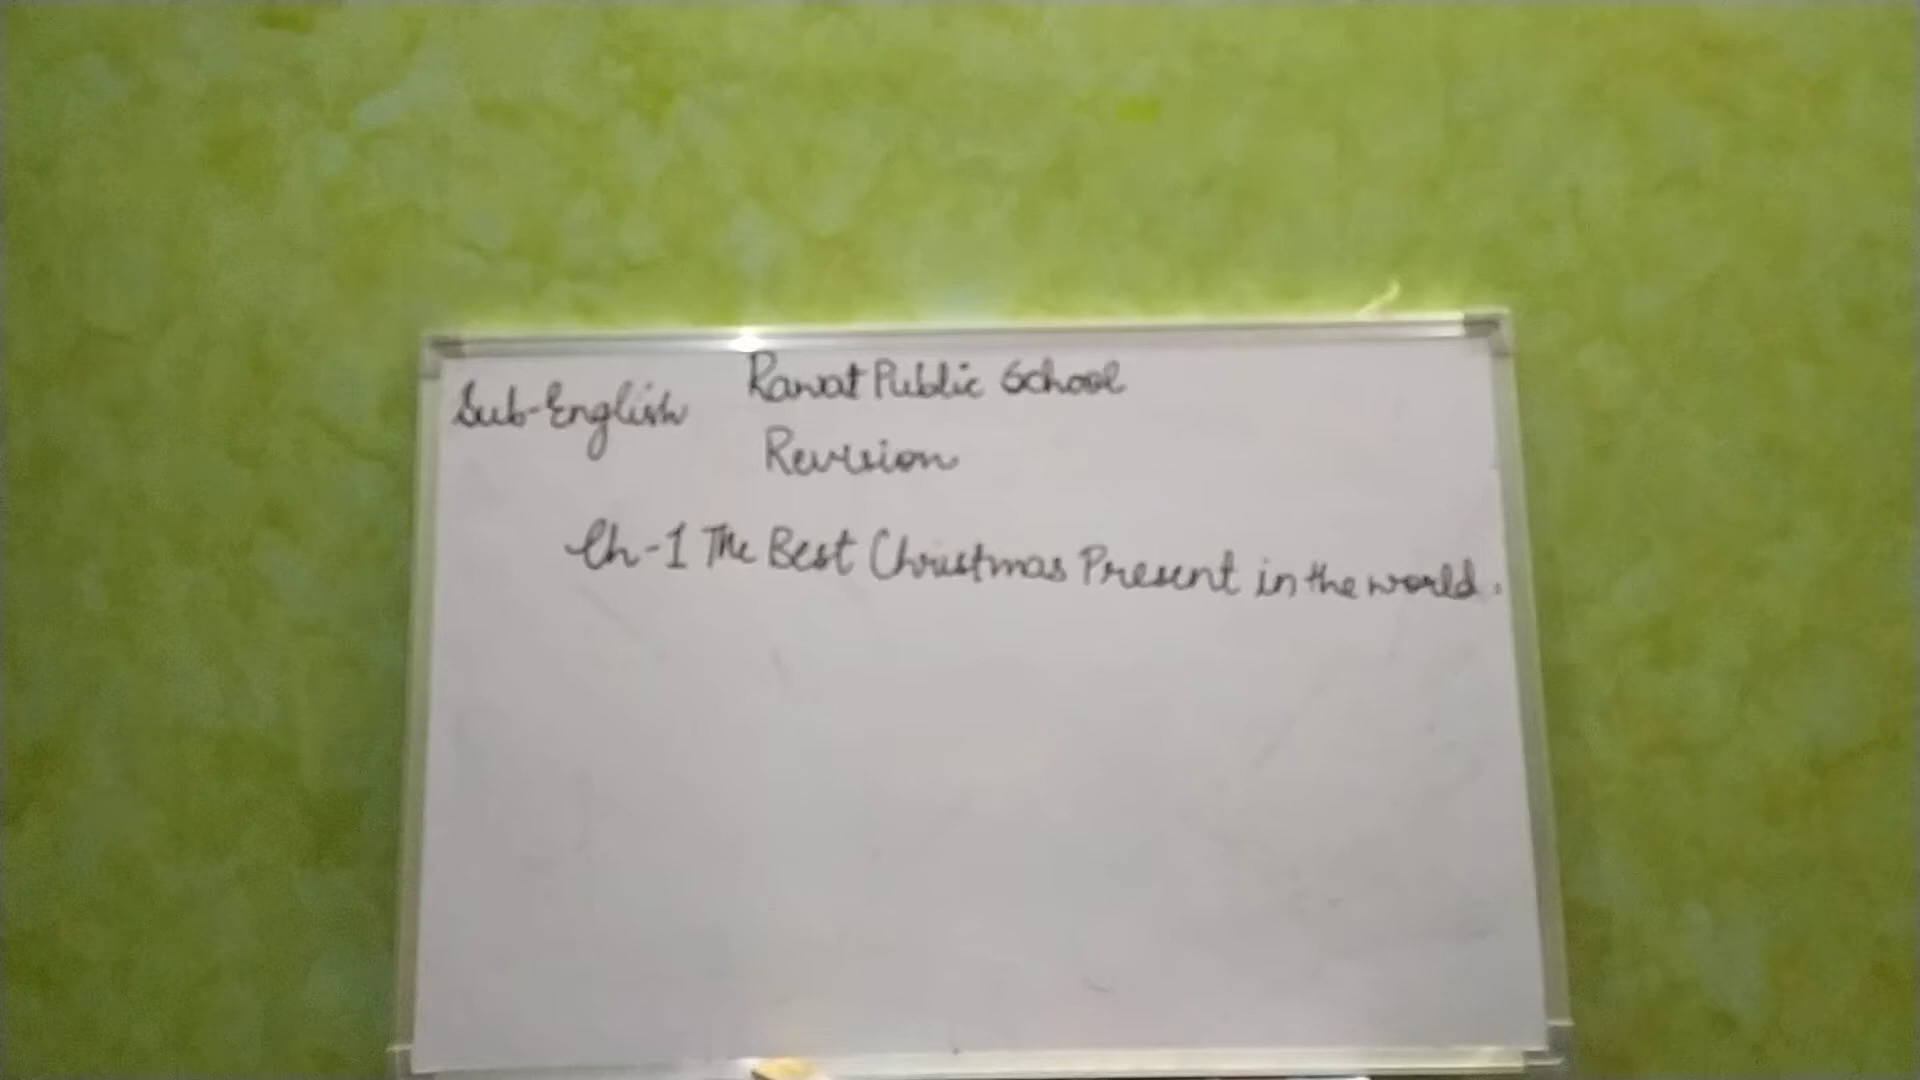 Rawat Public School
Sub-English
Revision
Ch-1 The Best Christmas Present in the world.